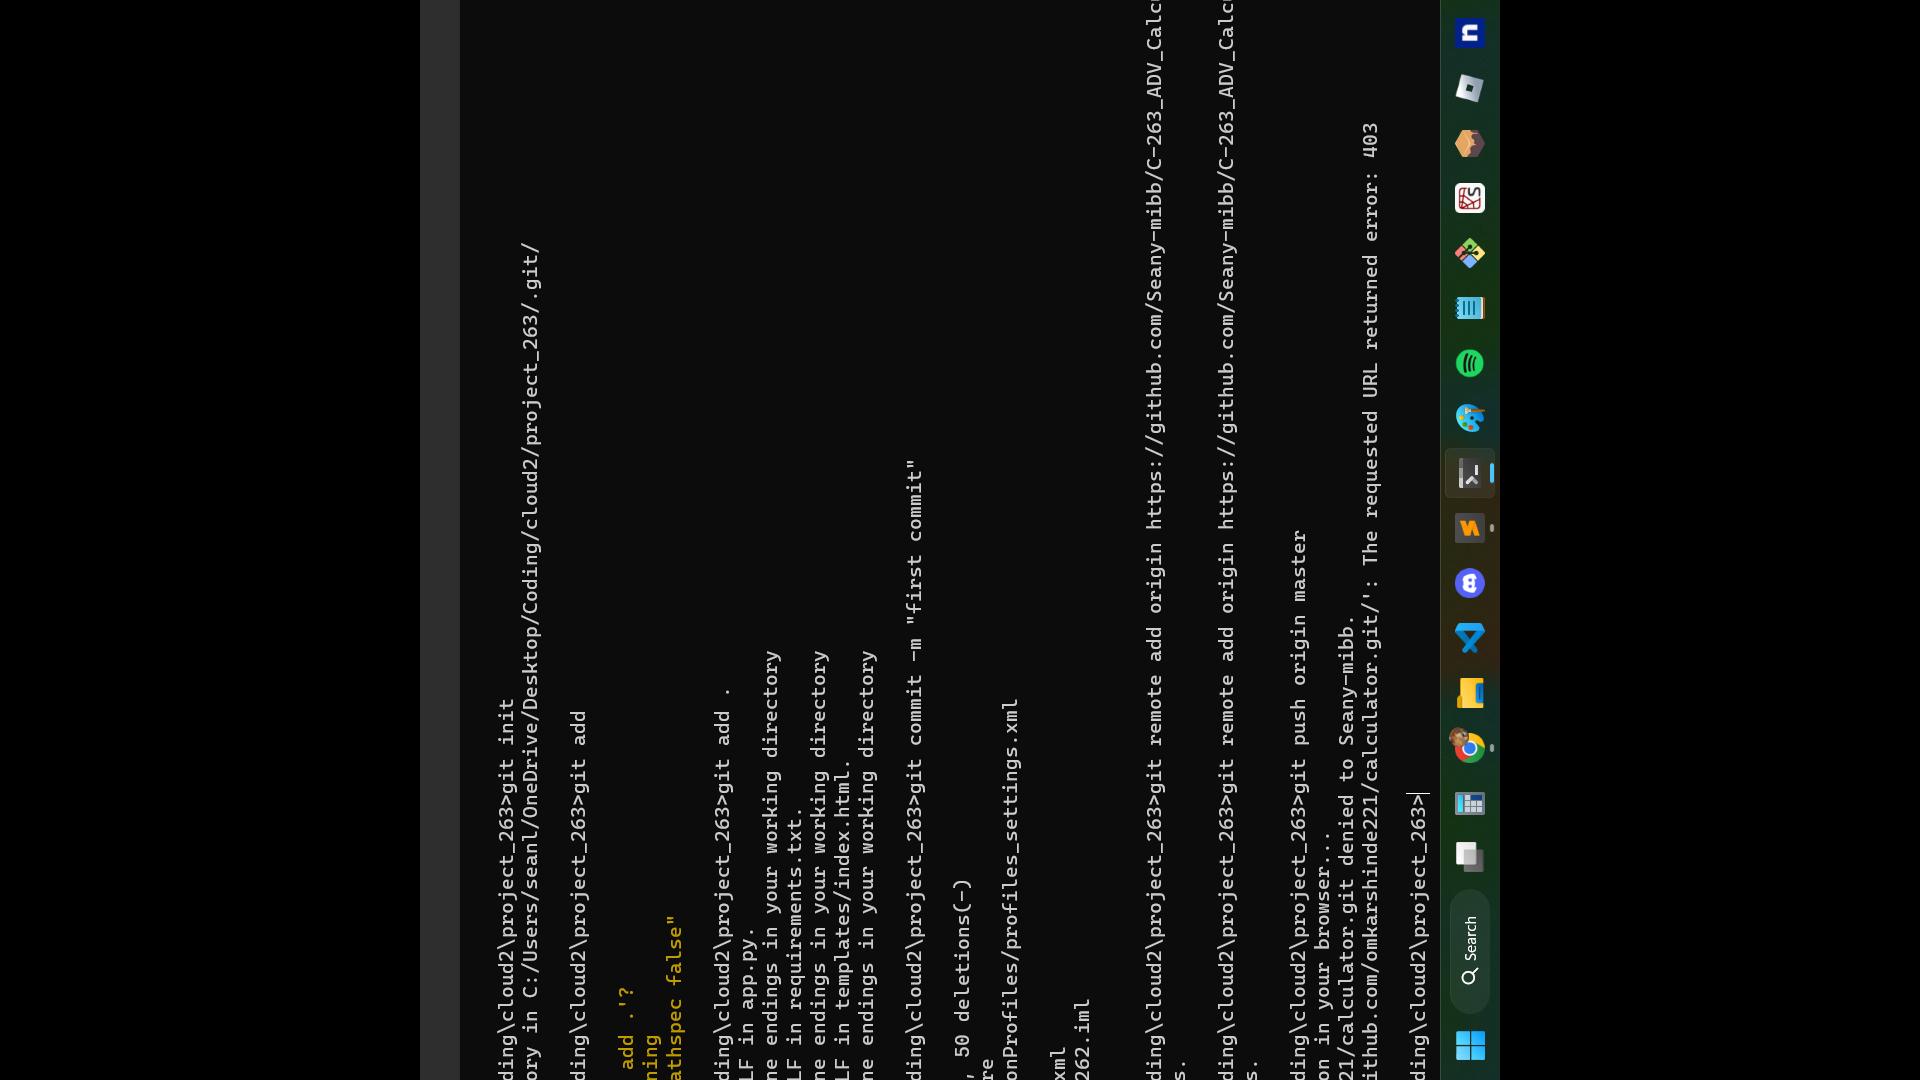 ding\cloud2\project_263>git init
ory in C:/Users/seanl/OneDrive/Desktop/Coding/cloud2/project_263/.git/
ding\cloud2\project_263>git add
add .'?
ning
athspec false"
ding\cloud2\project_263>git add .
LF in app.py.
ne endings in your working directory
LF in requirements.txt.
ne endings in your working directory
LF in templates/index.html.
ne endings in your working directory
ding\cloud2\project_263>git commit -m "first commit"
, 50 deletions(-)
re
onProfiles/profiles_settings.xml
xml
262.iml
ding\cloud2\project_263>git remote add origin https://github.com/Seany-mibb/C-263_ADV_Calc
s.
ding\cloud2\project_263>git remote add origin https://github.com/Seany-mibb/C-263_ADV_Calc
s.
ding\cloud2\project_263>git push origin master
on in your browser...
21/calculator.git denied to Seany-mibb.
ithub.com/omkarshinde221/calculator.git/': The requested URL returned error: 403
ding\cloud2\project_263>
Search